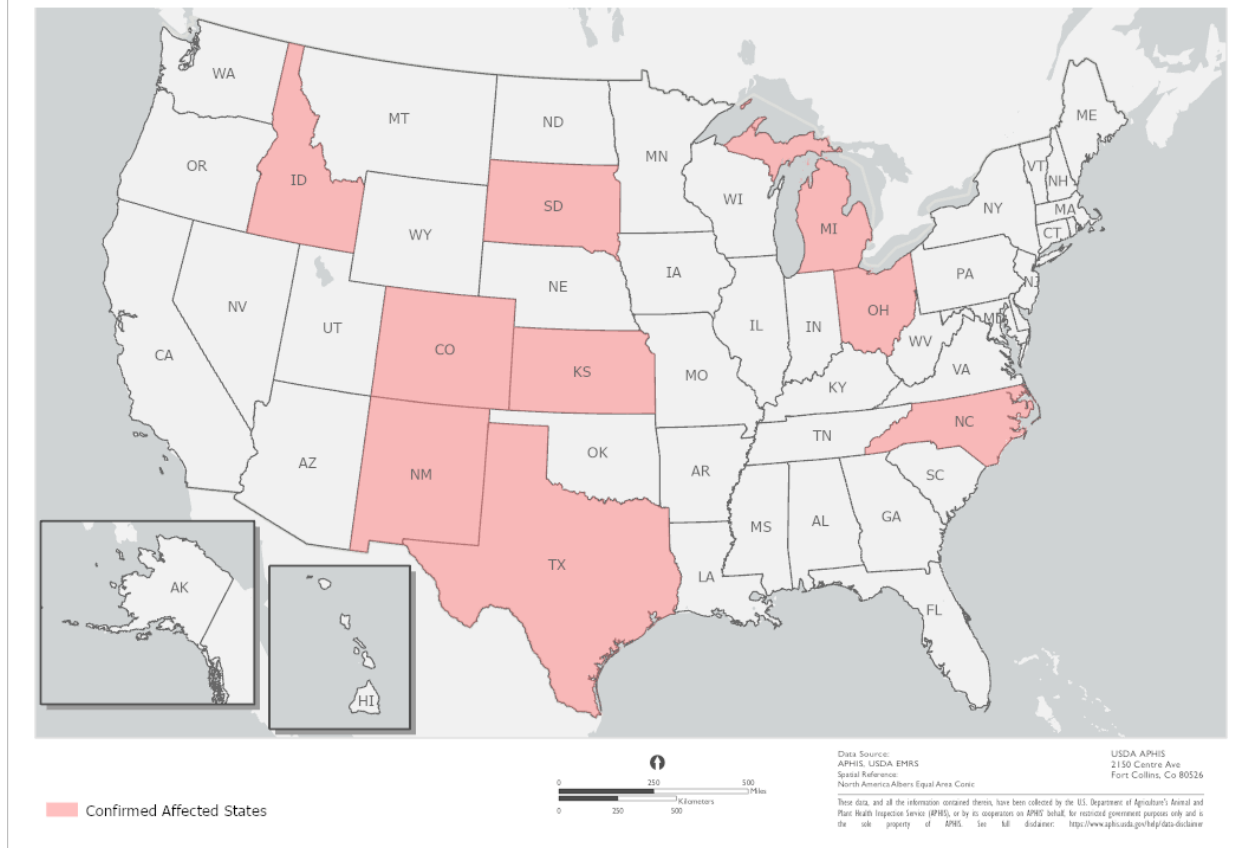 WA
MT
ND
MN
ME
OR
ID
SD
WI
MI
VT
NH
NY
MA
CT
WY
IA
PA
NE
NV
UT
IL
IN
OH
NJ
MD
CA
CO
KS
MO
WV
VA
KY
AZ
NM
OK
AR
TN
NC
SC
TX
MS
AL
GA
LA
FL
AK
HI
Confirmed Affected States
0 250 500
Miles
Kilometers
0 250 500
Data Source:
APHIS, USDA EMRS
Spatial Reference:
North America Albers Equal Area Conic
USDA APHIS
2150 Centre Ave
Fort Collins, Co 80526
These data, and all the information contained therein, have been collected by the U.S. Department of Agriculture's Animal and
Plant Health Inspection Service (APHIS), or by its cooperators on APHIS' behalf, for restricted government purposes only and is
the sole property of APHIS. See full disclaimer: https://www.aphis.usda.gov/help/data-disclaimer